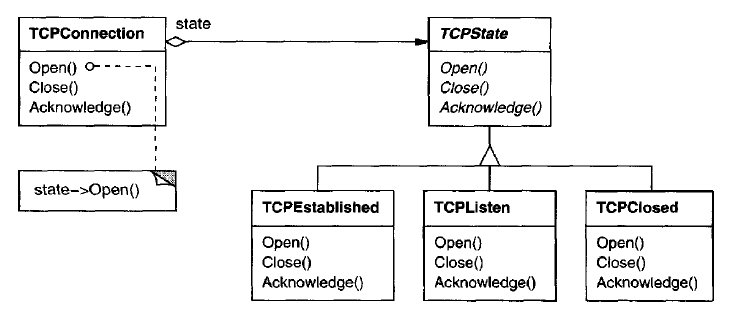 state
TCPConnection
Open()
Close()
Acknowledge()
state->Open()
TCPState
Open()
Close()
Acknowledge()
TCPEstablished
Open()
Close()
Acknowledge()
TCPListen
Open()
Close()
Acknowledge()
TCPClosed
Open()
Close()
Acknowledge()